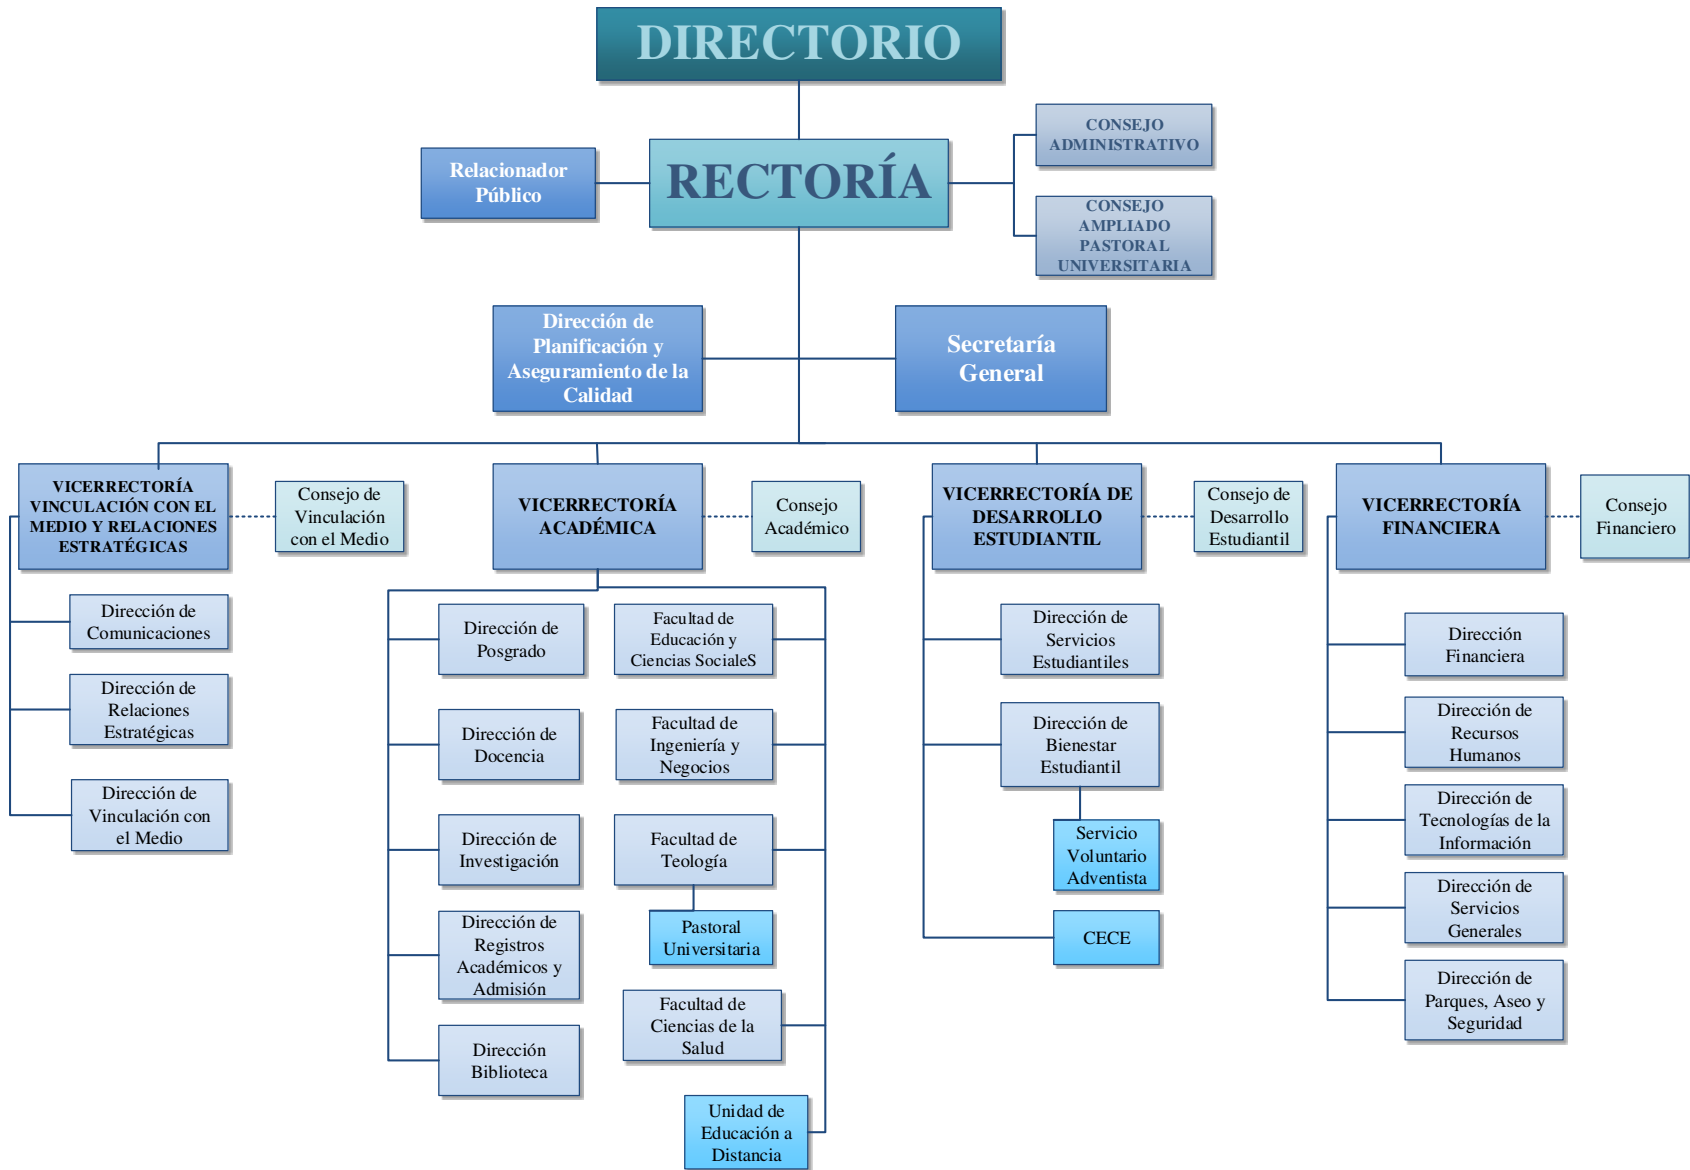 DIRECTORIO
CONSEJO
ADMINISTRATIVO
Relacionador
Público
RECTORÍA
CONSEJO
AMPLIADO
PASTORAL
UNIVERSITARIA
Dirección de
Planificación y
Aseguramiento de la
Calidad
Secretaría
General
VICERRECTORÍA
VINCULACIÓN CON EL
MEDIO Y RELACIONES
ESTRATÉGICAS
Consejo de
Vinculación
con el Medio
VICERRECTORÍA
ACADÉMICA
Consejo
Académico
VICERRECTORÍA DE
DESARROLLO
ESTUDIANTIL
Consejo de
Desarrollo
Estudiantil
VICERRECTORÍA
FINANCIERA
Consejo
Financiero
Dirección de
Comunicaciones
Dirección de
Relaciones
Estratégicas
Dirección de
Vinculación con
el Medio
Dirección de
Posgrado
Dirección de
Docencia
Dirección de
Investigación
Dirección de
Registros
Académicos y
Admisión
Dirección
Biblioteca
Facultad de
Educación y
Ciencias SocialeS
Facultad de
Ingeniería y
Negocios
Facultad de
Teología
Pastoral
Universitaria
Facultad de
Ciencias de la
Salud
Unidad de
Educación a
Distancia
Dirección de
Servicios
Estudiantiles
Dirección de
Bienestar
Estudiantil
Servicio
Voluntario
Adventista
CECE
Dirección
Financiera
Dirección de
Recursos
Humanos
Dirección de
Tecnologías de la
Información
Dirección de
Servicios
Generales
Dirección de
Parques, Aseo y
Seguridad